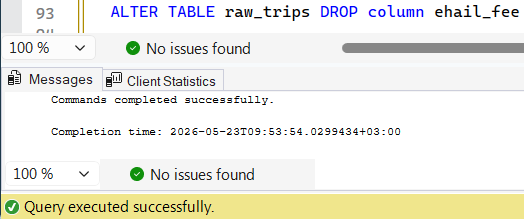 93 ALTER TABLE raw_trips DROP column ehail_fee
100 % No issues found
Messages Client Statistics
Commands completed successfully.
Completion time: 2026-05-23T09:53:54.0299434+03:00
100 % No issues found
Query executed successfully.